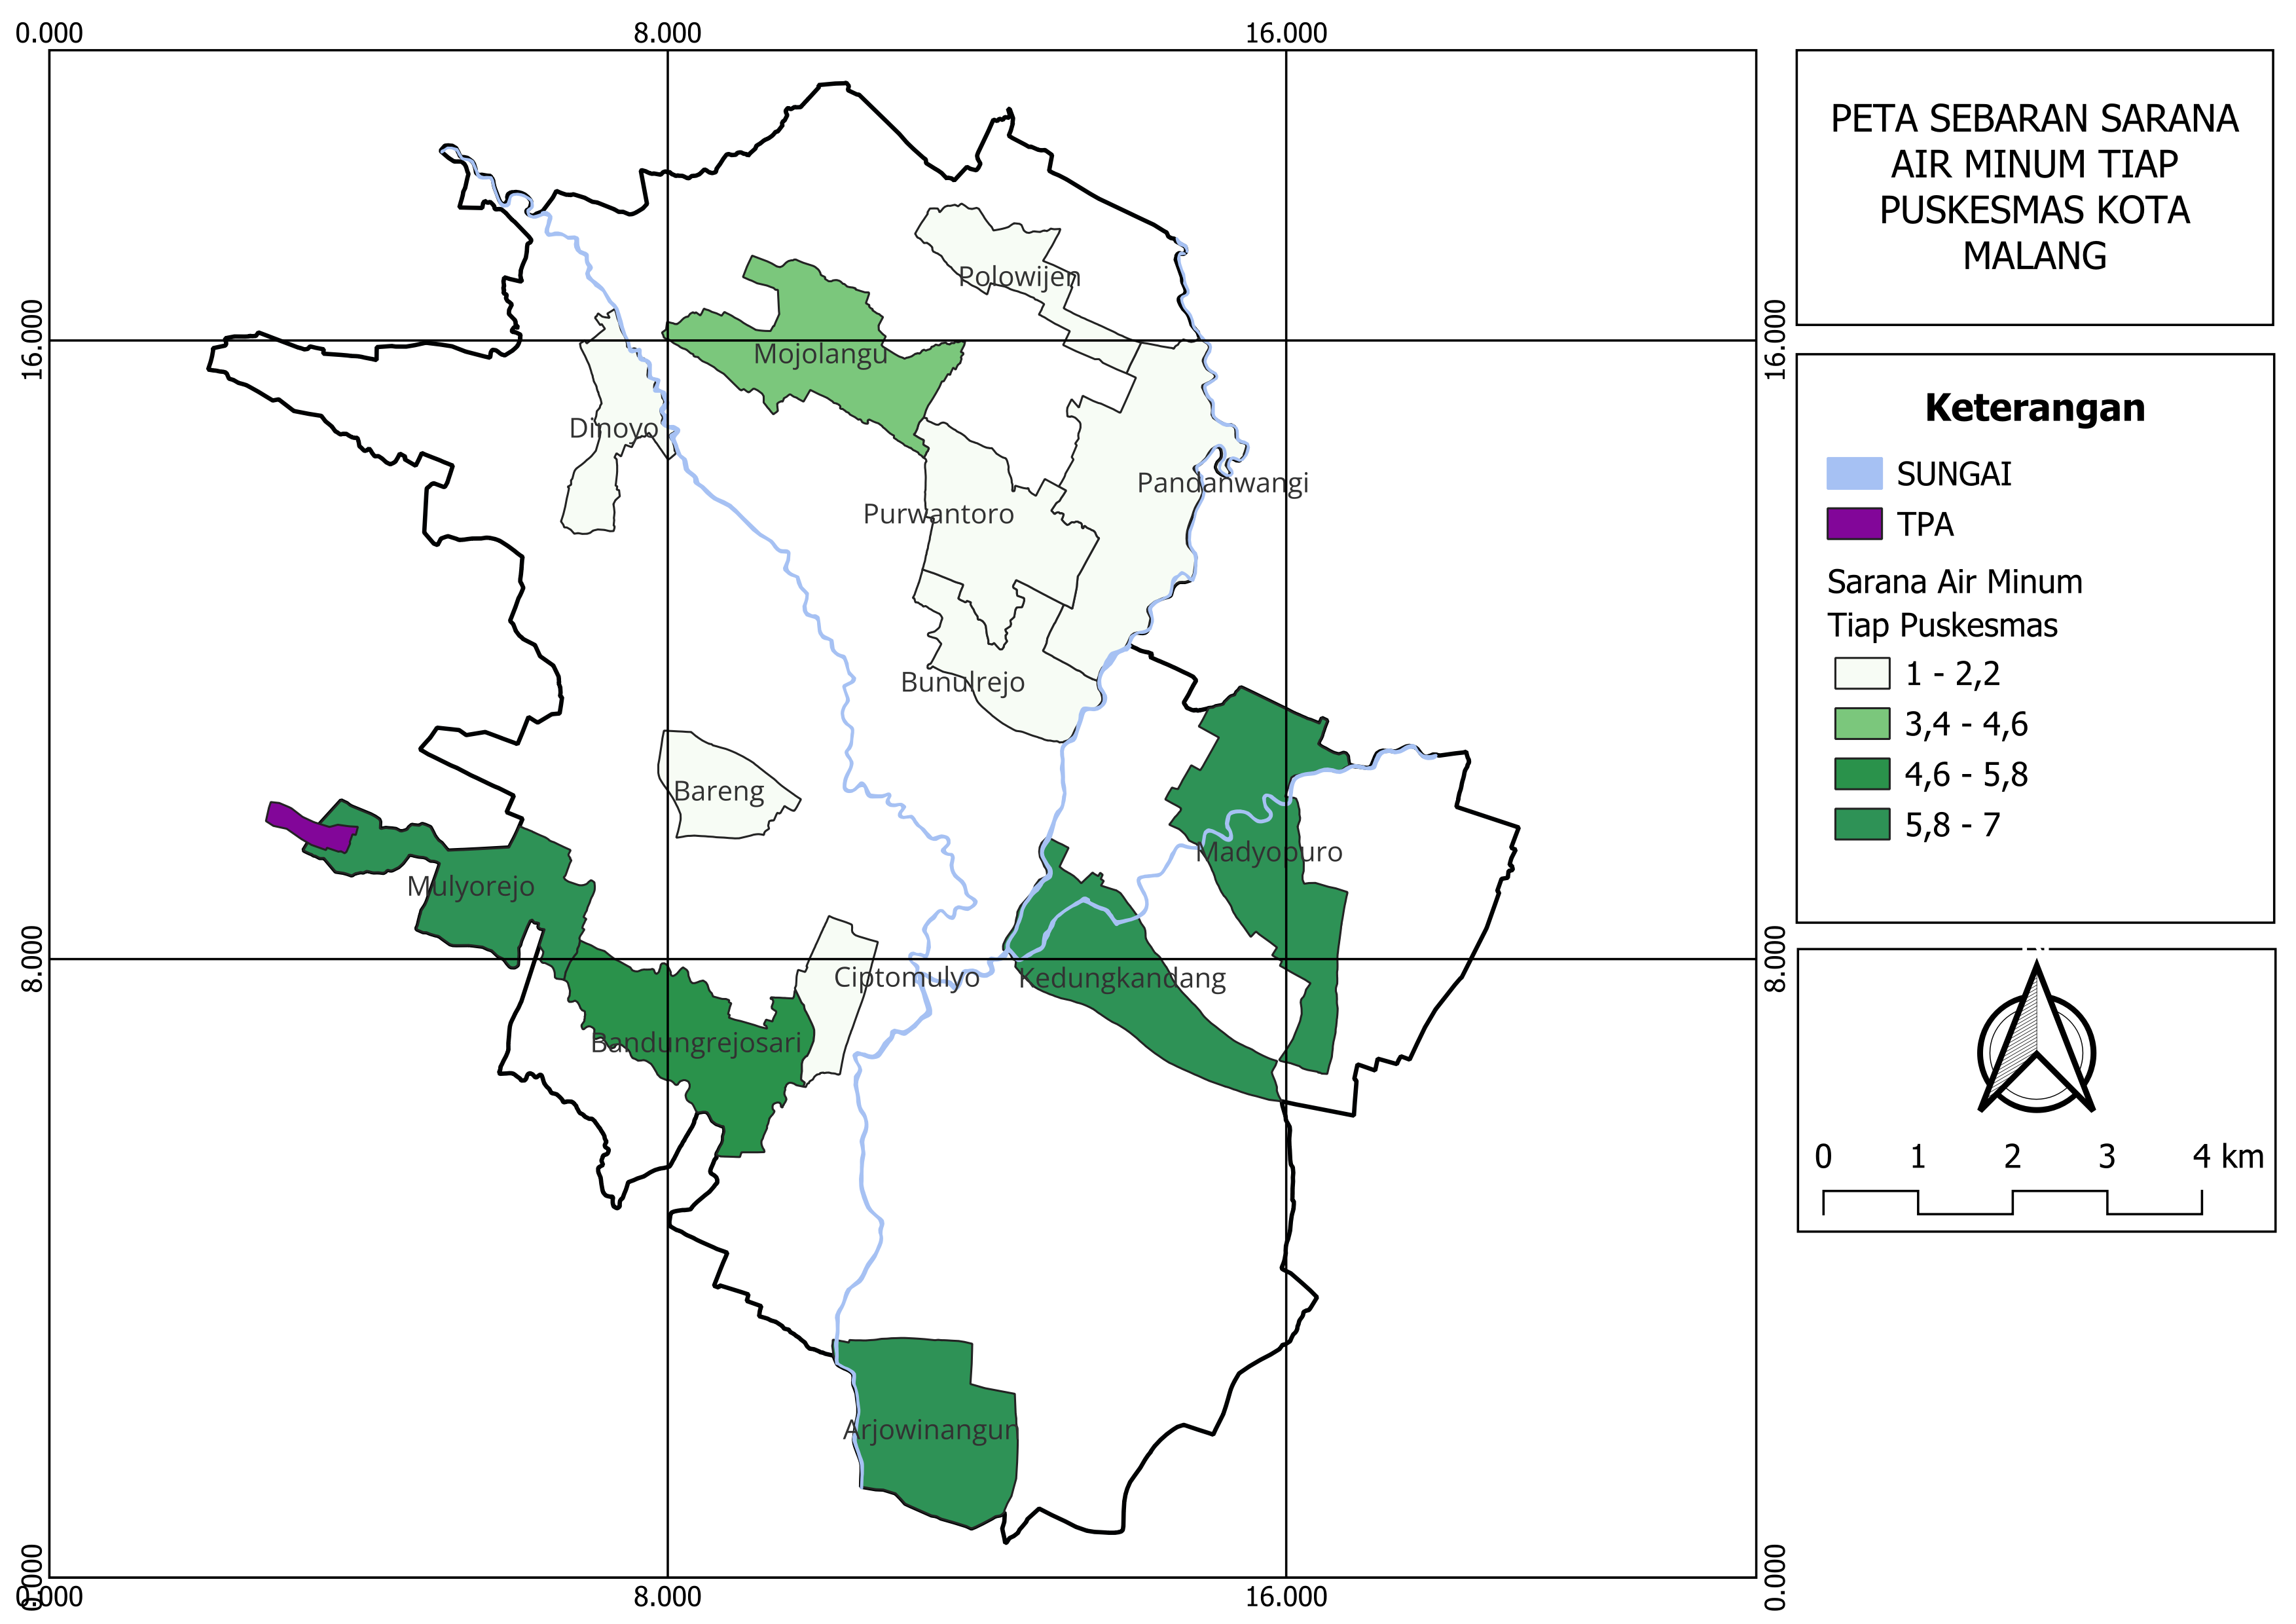 0.000
8.000
16.000
PETA SEBARAN SARANA
AIR MINUM TIAP
PUSKESMAS KOTA
MALANG
16.000
16.000
Polowijen
Mojolangu
Dinoyo
Pandanwangi
Purwantoro
Bunulrejo
Bareng
Madyopuro
Mulyorejo
8.000
8.000
Ciptomulyo
Kedungkandang
Bandungrejosari
Arjowinangun
0.000
0.000
0.000
8.000
16.000
Keterangan
SUNGAI
TPA
Sarana Air Minum
Tiap Puskesmas
1 - 2,2
3,4 - 4,6
4,6 - 5,8
5,8 - 7
0 1 2 3 4 km